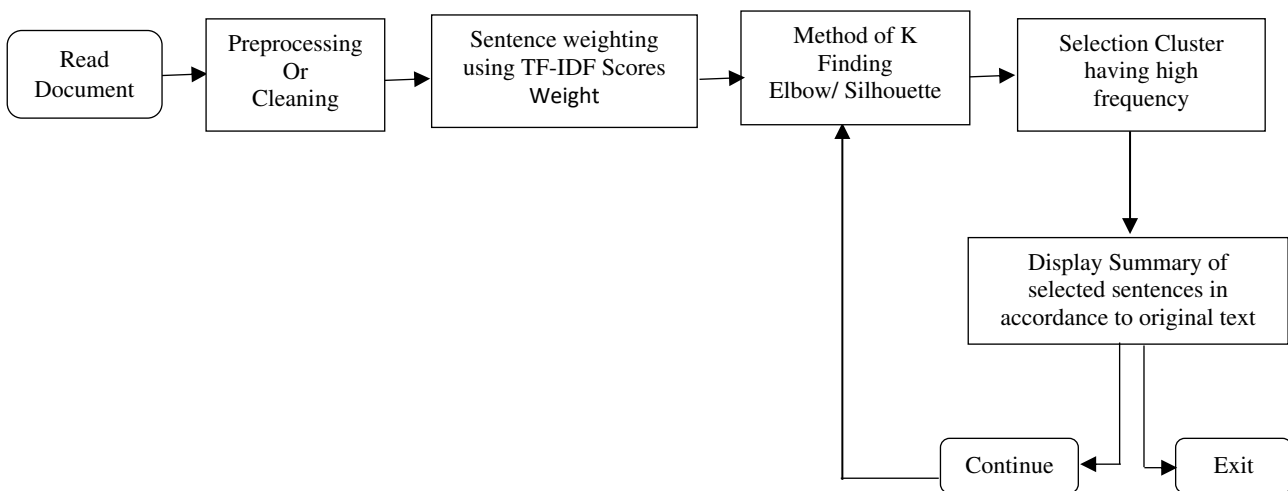 Read
Document
Preprocessing
Or
Cleaning
Sentence weighting
using TF-IDF Scores
Weight
Method of K
Finding
Elbow/ Silhouette
Selection Cluster
having high
frequency
Display Summary of
selected sentences in
accordance to original text
Continue
Exit